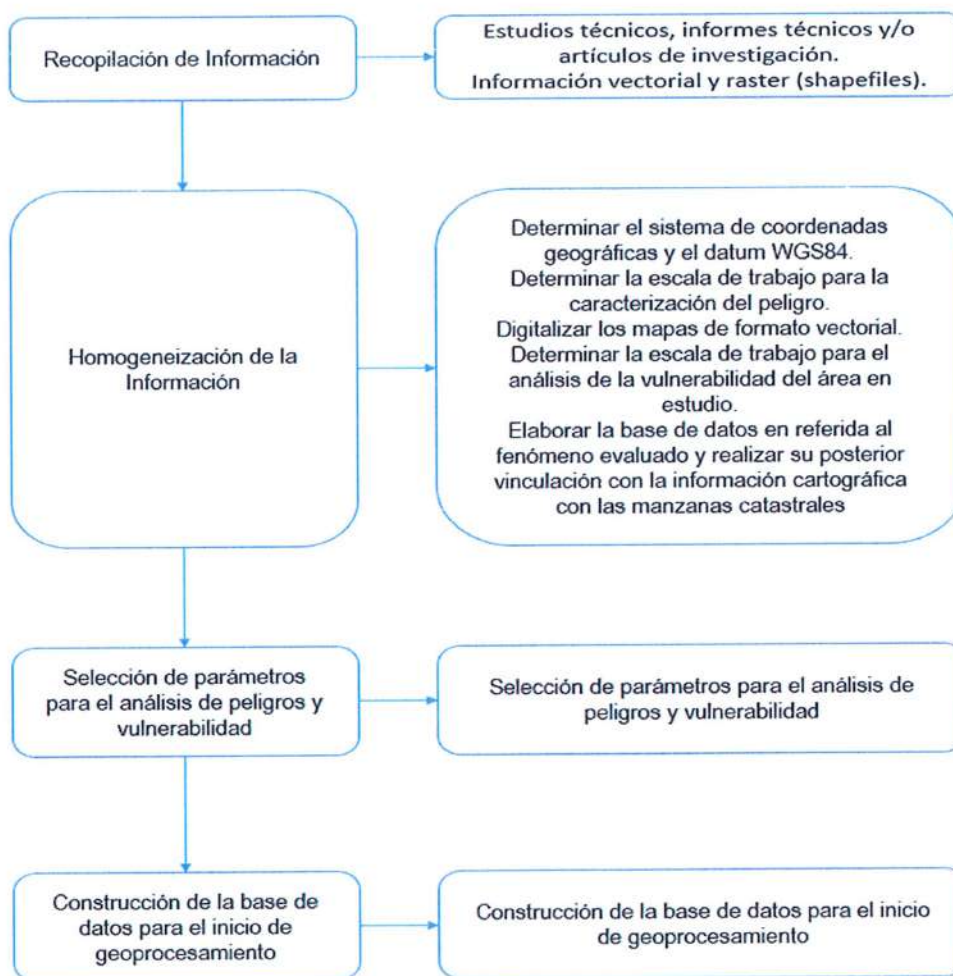 Recopilación de Información
Estudios técnicos, informes técnicos y/o
artículos de investigación.
Información vectorial y raster (shapefiles).
Homogeneización de la
Información
Determinar el sistema de coordenadas
geográficas y el datum WGS84.
Determinar la escala de trabajo para la
caracterización del peligro.
Digitalizar los mapas de formato vectorial.
Determinar la escala de trabajo para el
análisis de la vulnerabilidad del área en
estudio.
Elaborar la base de datos en referida al
fenómeno evaluado y realizar su posterior
vinculación con la información cartográfica
con las manzanas catastrales
Selección de parámetros
para el análisis de peligros y
vulnerabilidad
Selección de parámetros para el análisis de
peligros y vulnerabilidad
Construcción de la base de
datos para el inicio de
geoprocesamiento
Construcción de la base de datos para el inicio
de geoprocesamiento